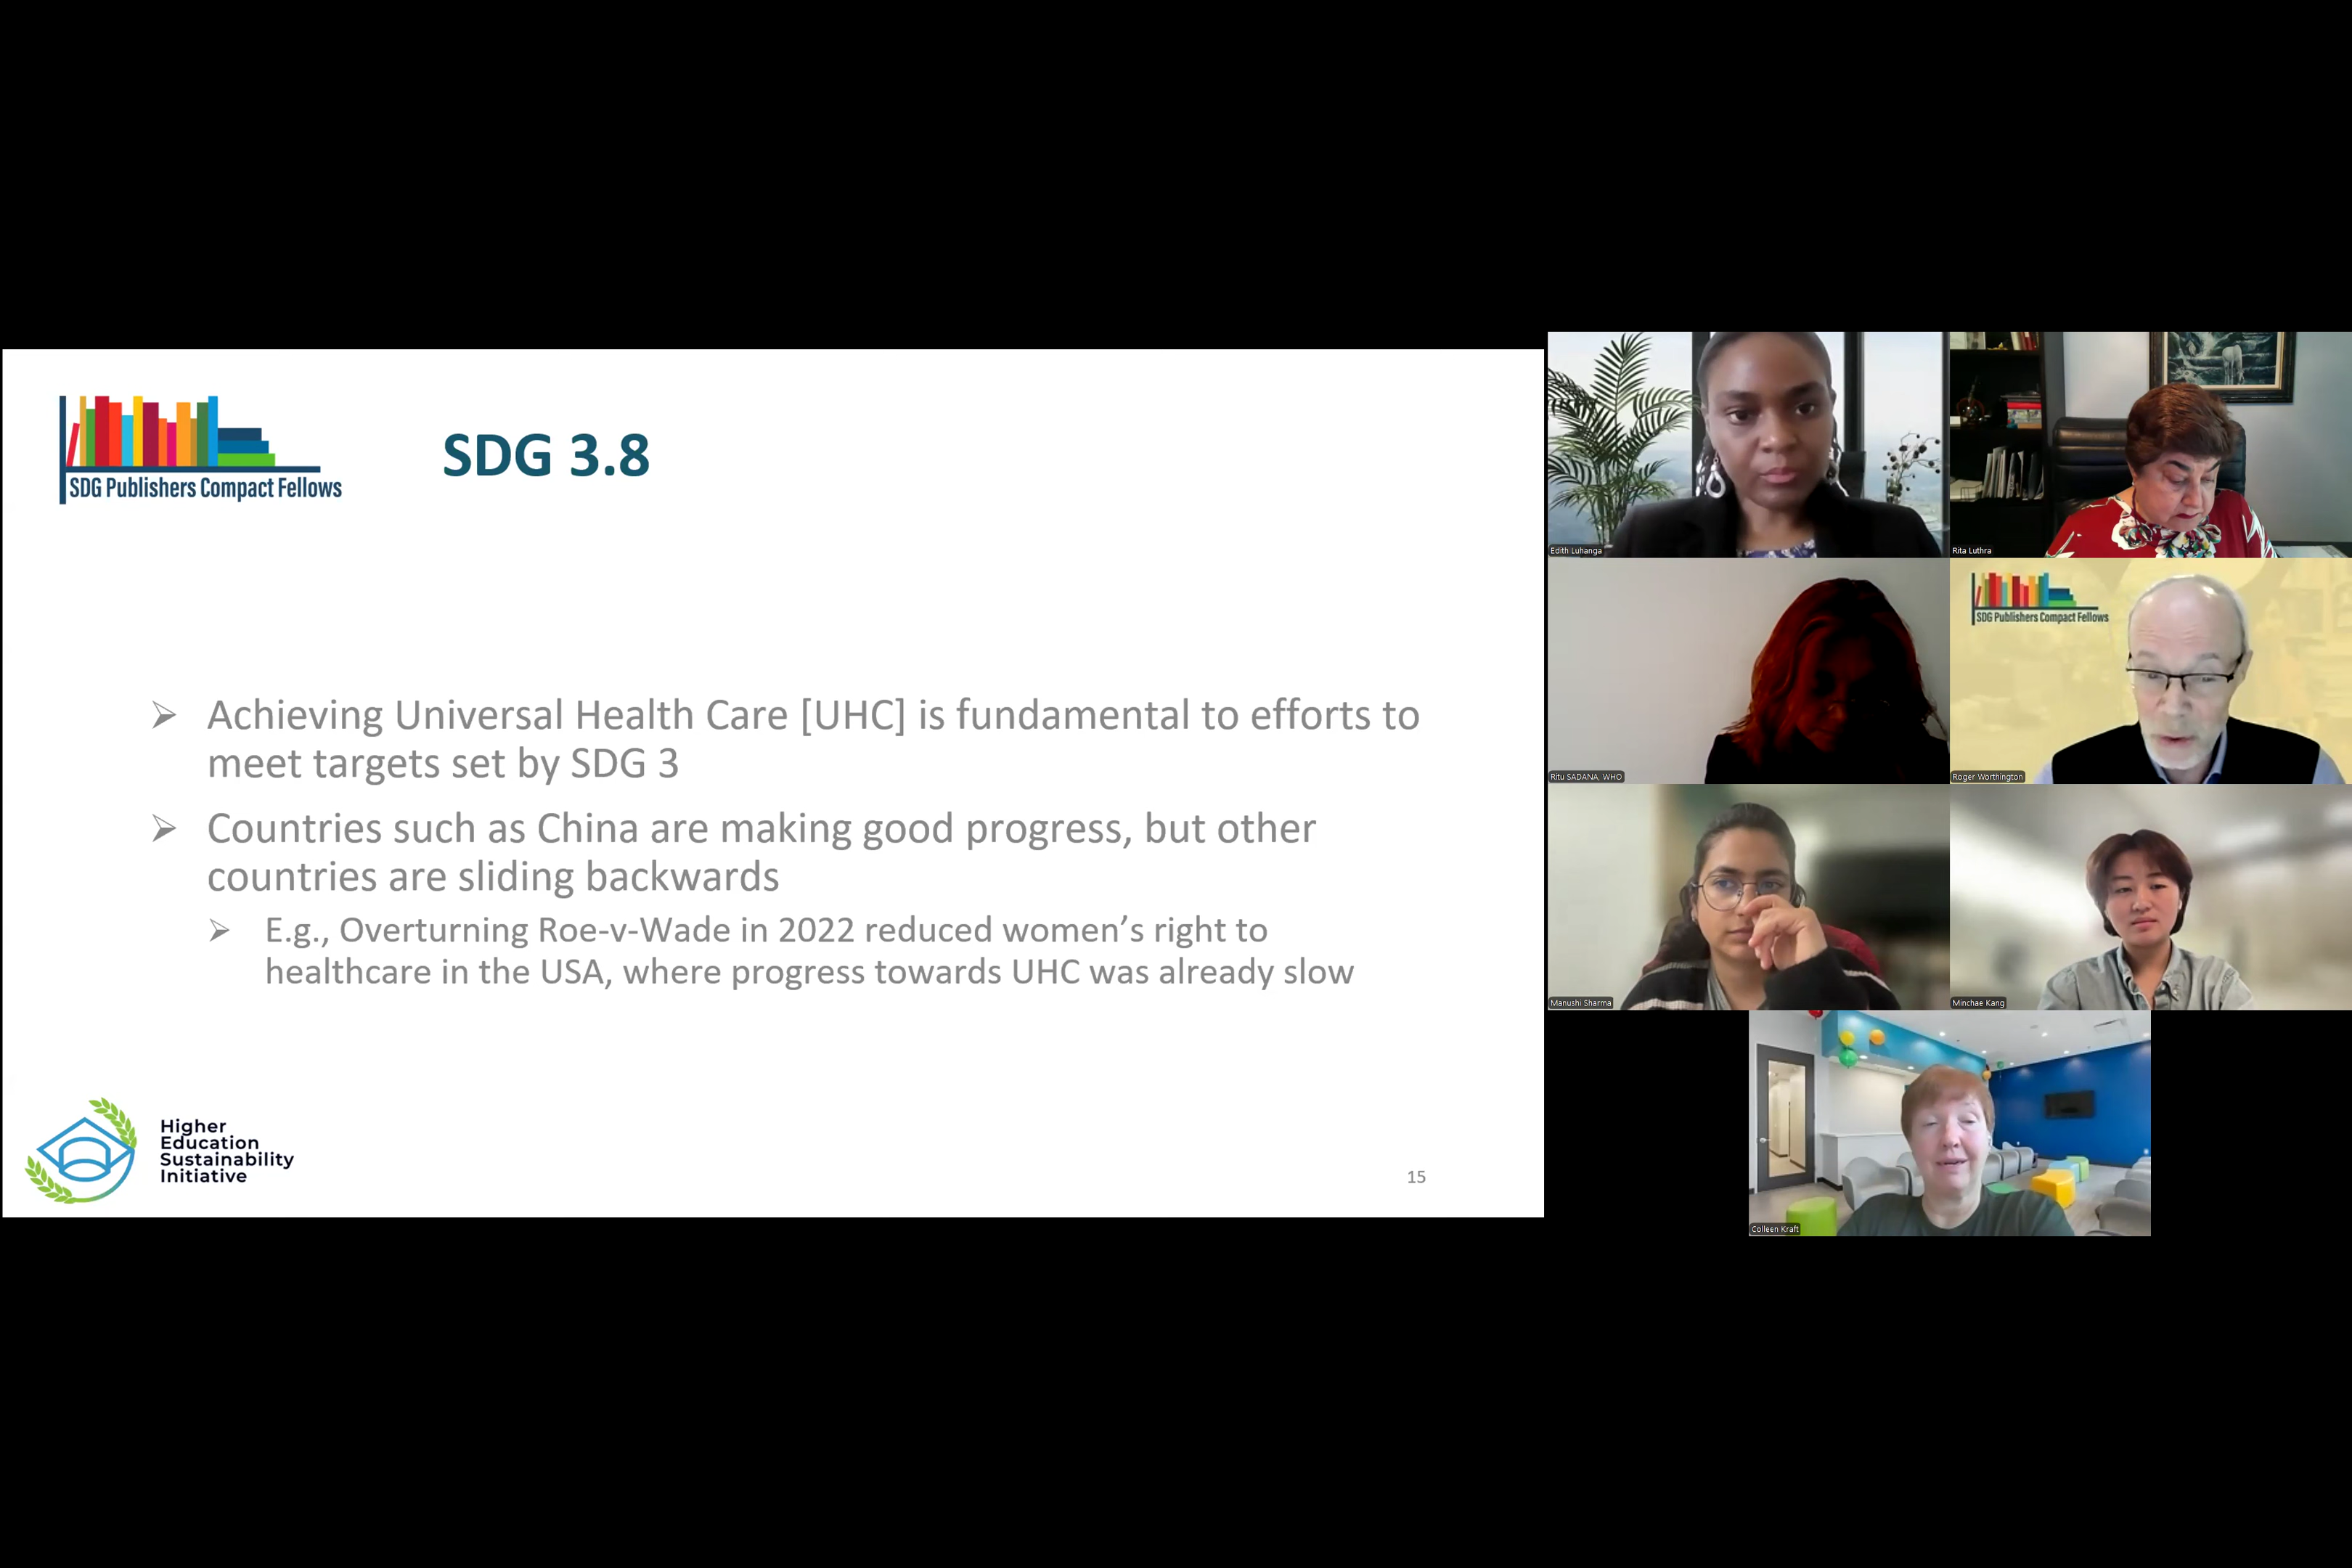 SDG Publishers Compact Fellows
SDG 3.8
➢ Achieving Universal Health Care [UHC] is fundamental to efforts to
meet targets set by SDG 3
➢ Countries such as China are making good progress, but other
countries are sliding backwards
➢ E.g., Overturning Roe-v-Wade in 2022 reduced women’s right to
healthcare in the USA, where progress towards UHC was already slow
Higher
Education
Sustainability
Initiative
15
Edith Luhanga
Rita Luthra
Ritu SADANA, WHO
SDG Publishers Compact Fellows
Roger Worthington
Manushi Sharma
Minchae Kang
Colleen Kraft